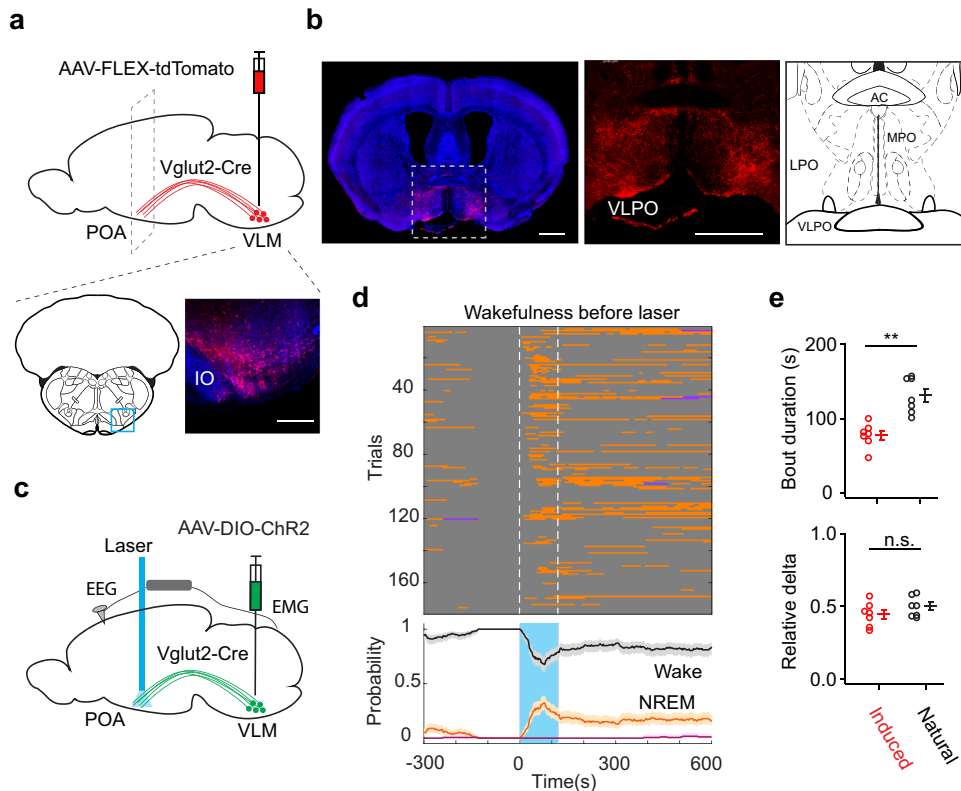 a
AAV-FLEX-tdTomato
Vglut2-Cre
POA
VLM
IO
b
VLPO
AC
MPO
LPO
VLPO
c
AAV-DIO-ChR2
Laser
EEG
EMG
Vglut2-Cre
POA
VLM
d
Wakefulness before laser
Trials
40
80
120
160
Probability
1
0.5
0
Wake
NREM
-300
0
300
600
Time(s)
e
Bout duration (s)
200
100
0
**
Relative delta
1.0
0.5
0.0
n.s.
Induced
Natural